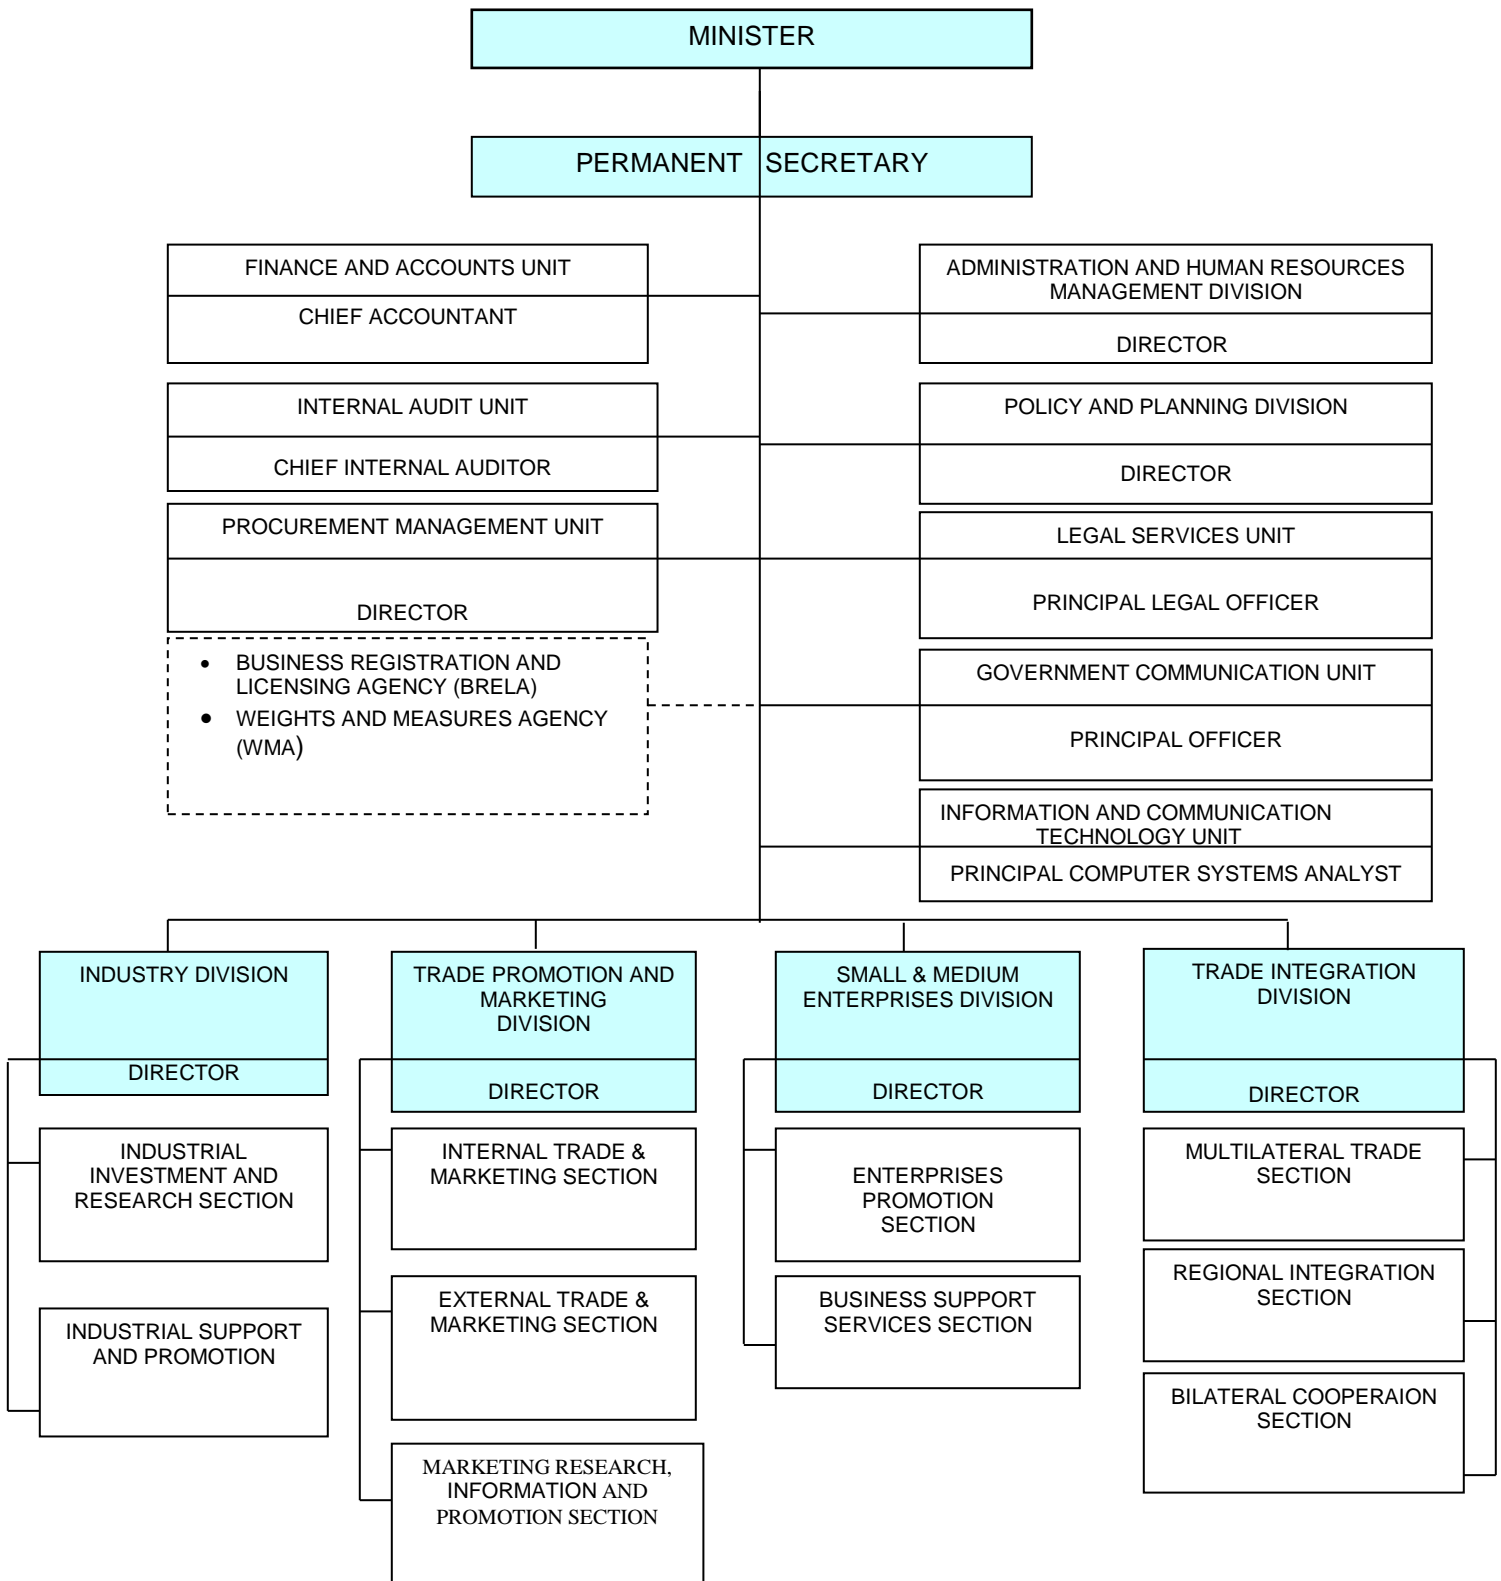 MINISTER
PERMANENT SECRETARY
FINANCE AND ACCOUNTS UNIT
CHIEF ACCOUNTANT
ADMINISTRATION AND HUMAN RESOURCES
MANAGEMENT DIVISION
DIRECTOR
INTERNAL AUDIT UNIT
CHIEF INTERNAL AUDITOR
POLICY AND PLANNING DIVISION
DIRECTOR
PROCUREMENT MANAGEMENT UNIT
DIRECTOR
LEGAL SERVICES UNIT
PRINCIPAL LEGAL OFFICER
• BUSINESS REGISTRATION AND
LICENSING AGENCY (BRELA)
• WEIGHTS AND MEASURES AGENCY
(WMA)
GOVERNMENT COMMUNICATION UNIT
PRINCIPAL OFFICER
INFORMATION AND COMMUNICATION
TECHNOLOGY UNIT
PRINCIPAL COMPUTER SYSTEMS ANALYST
INDUSTRY DIVISION
DIRECTOR
INDUSTRIAL
INVESTMENT AND
RESEARCH SECTION
INDUSTRIAL SUPPORT
AND PROMOTION
TRADE PROMOTION AND
MARKETING
DIVISION
DIRECTOR
INTERNAL TRADE &
MARKETING SECTION
EXTERNAL TRADE &
MARKETING SECTION
MARKETING RESEARCH,
INFORMATION AND
PROMOTION SECTION
SMALL & MEDIUM
ENTERPRISES DIVISION
DIRECTOR
ENTERPRISES
PROMOTION
SECTION
BUSINESS SUPPORT
SERVICES SECTION
TRADE INTEGRATION
DIVISION
DIRECTOR
MULTILATERAL TRADE
SECTION
REGIONAL INTEGRATION
SECTION
BILATERAL COOPERAION
SECTION